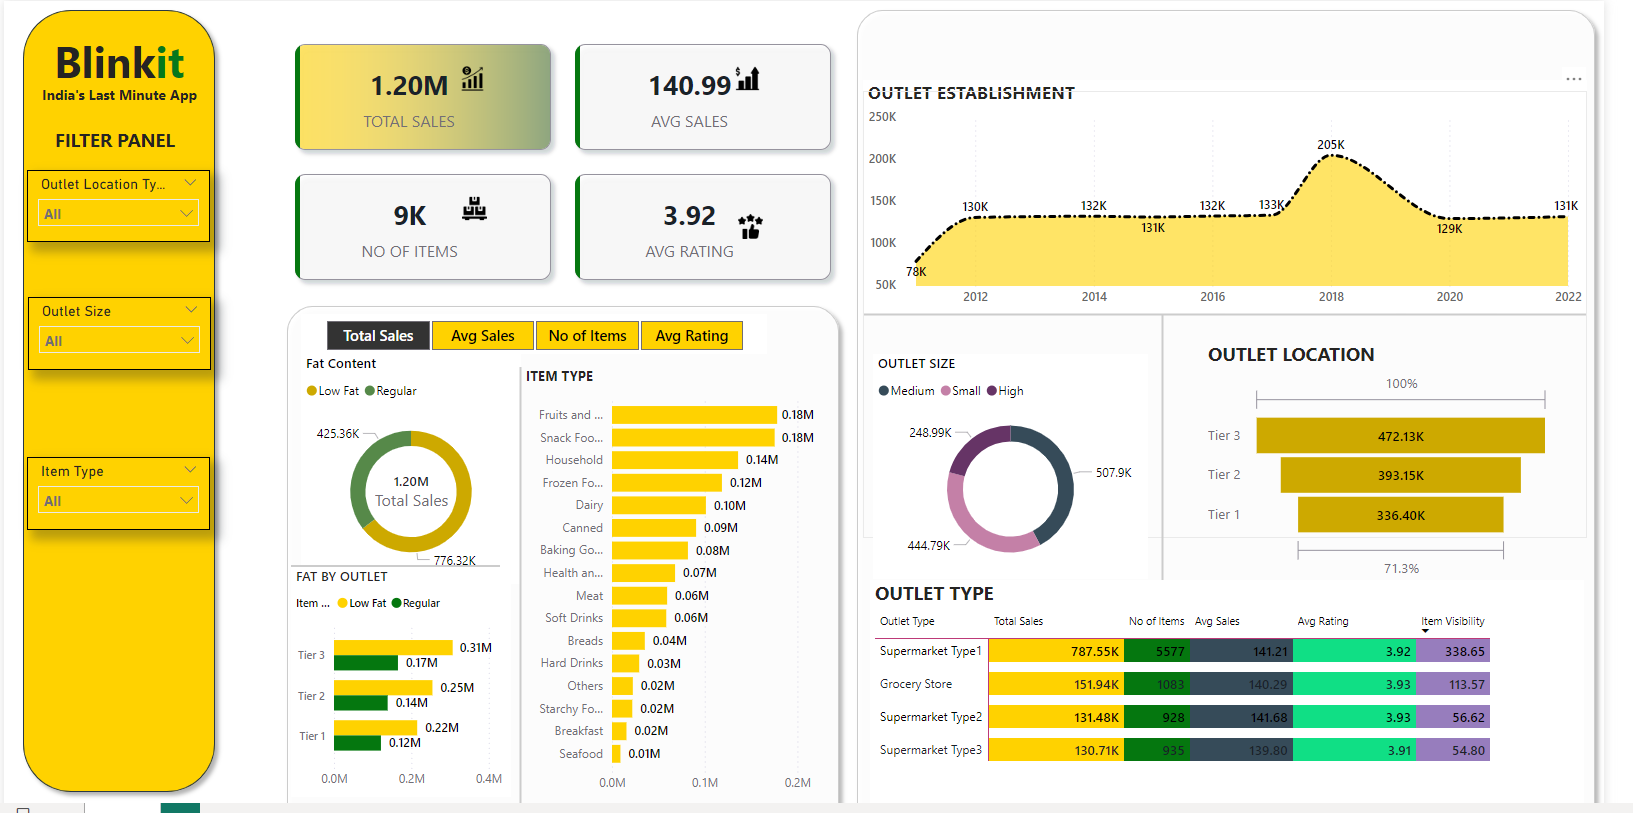 Blinkit
India's Last Minute App
FILTER PANEL
Outlet Location Ty...
All
Outlet Size
All
Item Type
All
1.20M
TOTAL SALES
140.99
AVG SALES
9K
NO OF ITEMS
3.92
AVG RATING
Total Sales Avg Sales No of Items Avg Rating
Fat Content
Low Fat Regular
425.36K
1.20M
Total Sales
776.32K
FAT BY OUTLET
Item ... Low Fat Regular
Tier 3 0.31M
0.17M
Tier 2 0.25M
0.14M
Tier 1 0.22M
0.12M
0.0M 0.2M 0.4M
ITEM TYPE
Fruits and ... 0.18M
Snack Foo... 0.18M
Household 0.14M
Frozen Fo... 0.12M
Dairy 0.10M
Canned 0.09M
Baking Go... 0.08M
Health an... 0.07M
Meat 0.06M
Soft Drinks 0.06M
Breads 0.04M
Hard Drinks 0.03M
Others 0.02M
Starchy Fo... 0.02M
Breakfast 0.02M
Seafood 0.01M
0.0M 0.1M 0.2M
OUTLET ESTABLISHMENT
250K
200K
150K
100K
50K
78K 130K 132K 131K 132K 133K 205K 129K 131K
2012 2014 2016 2018 2020 2022
OUTLET SIZE
Medium Small High
248.99K
507.9K
444.79K
OUTLET LOCATION
100%
Tier 3 472.13K
Tier 2 393.15K
Tier 1 336.40K
71.3%
OUTLET TYPE
Outlet Type Total Sales No of Items Avg Sales Avg Rating Item Visibility
Supermarket Type1 787.55K 5577 141.21 3.92 338.65
Grocery Store 151.94K 1083 140.29 3.93 113.57
Supermarket Type2 131.48K 928 141.68 3.93 56.62
Supermarket Type3 130.71K 935 139.80 3.91 54.80